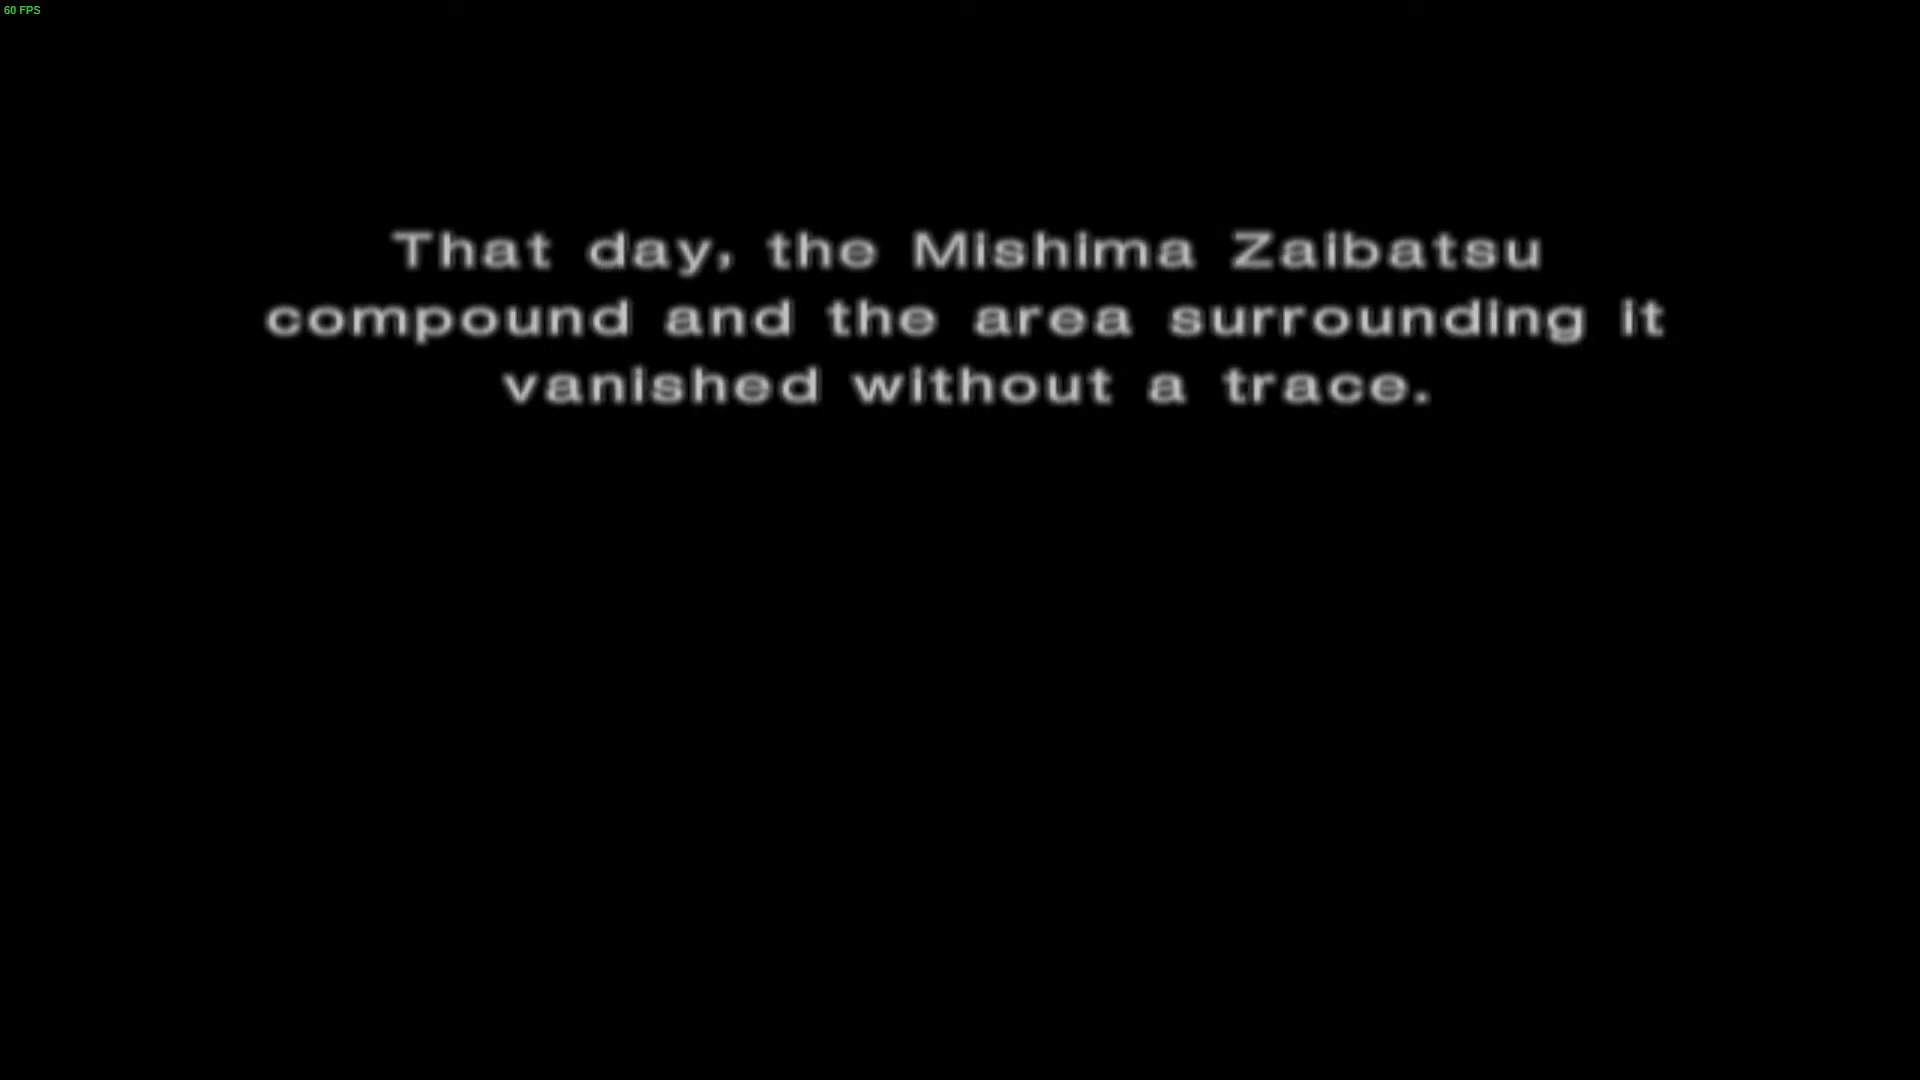 60 FPS
That day, the Mishima Zaibatsu
compound and the area surrounding it
vanished without a trace.